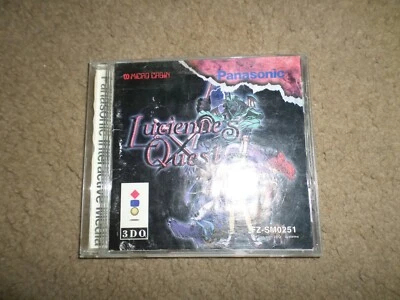 MICRO CABIN
Panasonic
Panasonic Interactive Media
Lucienne's
Quest
3DO
FZ-SM0251